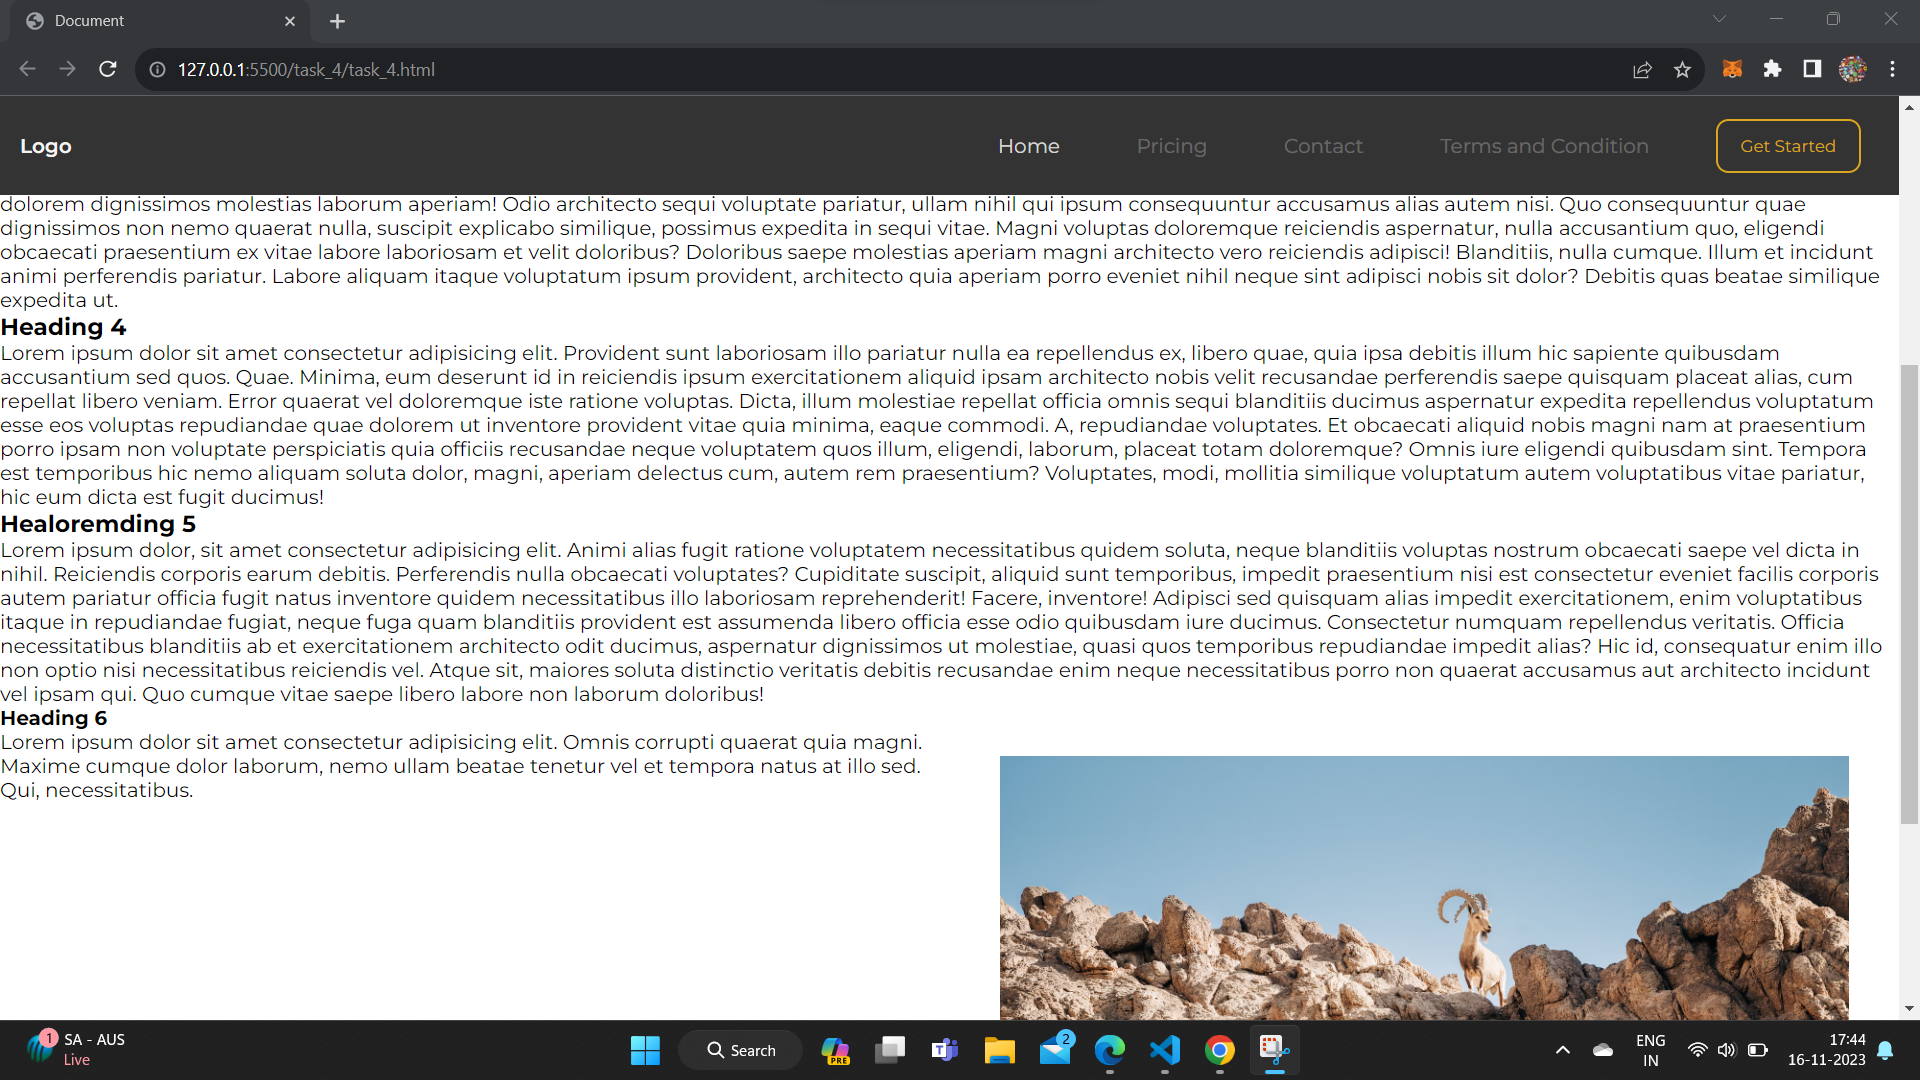 Document
127.0.0.1:5500/task_4/task_4.html
Logo
Home
Pricing
Contact
Terms and Condition
Get Started
dolorem dignissimos molestias laborum aperiam! Odio architecto sequi voluptate pariatur, ullam nihil qui ipsum consequuntur accusamus alias autem nisi. Quo consequuntur quae
dignissimos non nemo quaerat nulla, suscipit explicabo similique, possimus expedita in sequi vitae. Magni voluptas doloremque reiciendis aspernatur, nulla accusantium quo, eligendi
obcaecati praesentium ex vitae labore laboriosam et velit doloribus? Doloribus saepe molestias aperiam magni architecto vero reiciendis adipisci! Blanditiis, nulla cumque. Illum et incidunt
animi perferendis pariatur. Labore aliquam itaque voluptatum ipsum provident, architecto quia aperiam porro eveniet nihil neque sint adipisci nobis sit dolor? Debitis quas beatae similique
expedita ut.
Heading 4
Lorem ipsum dolor sit amet consectetur adipisicing elit. Provident sunt laboriosam illo pariatur nulla ea repellendus ex, libero quae, quia ipsa debitis illum hic sapiente quibusdam
accusantium sed quos. Quae. Minima, eum deserunt id in reiciendis ipsum exercitationem aliquid ipsam architecto nobis velit recusandae perferendis saepe quisquam placeat alias, cum
repellat libero veniam. Error quaerat vel doloremque iste ratione voluptas. Dicta, illum molestiae repellat officia omnis sequi blanditiis ducimus aspernatur expedita repellendus voluptatum
esse eos voluptas repudiandae quae dolorem ut inventore provident vitae quia minima, eaque commodi. A, repudiandae voluptates. Et obcaecati aliquid nobis magni nam at praesentium
porro ipsam non voluptate perspiciatis quia officiis recusandae neque voluptatem quos illum, eligendi, laborum, placeat totam doloremque? Omnis iure eligendi quibusdam sint. Tempora
est temporibus hic nemo aliquam soluta dolor, magni, aperiam delectus cum, autem rem praesentium? Voluptates, modi, mollitia similique voluptatum autem voluptatibus vitae pariatur,
hic eum dicta est fugit ducimus!
Healoremding 5
Lorem ipsum dolor, sit amet consectetur adipisicing elit. Animi alias fugit ratione voluptatem necessitatibus quidem soluta, neque blanditiis voluptas nostrum obcaecati saepe vel dicta in
nihil. Reiciendis corporis earum debitis. Perferendis nulla obcaecati voluptates? Cupiditate suscipit, aliquid sunt temporibus, impedit praesentium nisi est consectetur eveniet facilis corporis
autem pariatur officia fugit natus inventore quidem necessitatibus illo laboriosam reprehenderit! Facere, inventore! Adipisci sed quisquam alias impedit exercitationem, enim voluptatibus
itaque in repudiandae fugiat, neque fuga quam blanditiis provident est assumenda libero officia esse odio quibusdam iure ducimus. Consectetur numquam repellendus veritatis. Officia
necessitatibus blanditiis ab et exercitationem architecto odit ducimus, aspernatur dignissimos ut molestiae, quasi quos temporibus repudiandae impedit alias? Hic id, consequatur enim illo
non optio nisi necessitatibus reiciendis vel. Atque sit, maiores soluta distinctio veritatis debitis recusandae enim neque necessitatibus porro non quaerat accusamus aut architecto incidunt
vel ipsam qui. Quo cumque vitae saepe libero labore non laborum doloribus!
Heading 6
Lorem ipsum dolor sit amet consectetur adipisicing elit. Omnis corrupti quaerat quia magni.
Maxime cumque dolor laborum, nemo ullam beatae tenetur vel et tempora natus at illo sed.
Qui, necessitatibus.
1
SA - AUS
Live
Search
PRE
2
ENG
IN
17:44
16-11-2023